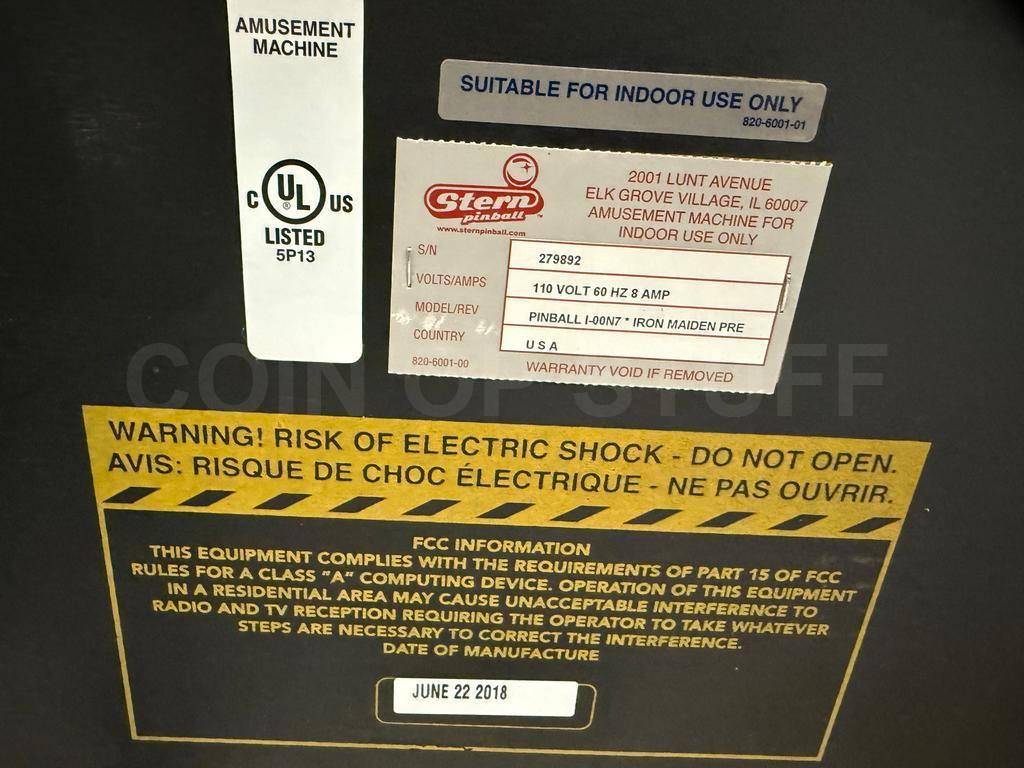 AMUSEMENT
MACHINE
C UL US
®
LISTED
5P13
SUITABLE FOR INDOOR USE ONLY
820-6001-01
Stern
pinball
™
www.sternpinball.com
2001 LUNT AVENUE
ELK GROVE VILLAGE, IL 60007
AMUSEMENT MACHINE FOR
INDOOR USE ONLY
S/N 279892
VOLTS/AMPS 110 VOLT 60 HZ 8 AMP
MODEL/REV PINBALL I-00N7 * IRON MAIDEN PRE
COUNTRY U S A
820-6001-00 WARRANTY VOID IF REMOVED
COIN OP STUFF
WARNING! RISK OF ELECTRIC SHOCK - DO NOT OPEN.
AVIS: RISQUE DE CHOC ÉLECTRIQUE - NE PAS OUVRIR.
FCC INFORMATION
THIS EQUIPMENT COMPLIES WITH THE REQUIREMENTS OF PART 15 OF FCC
RULES FOR A CLASS "A" COMPUTING DEVICE. OPERATION OF THIS EQUIPMENT
IN A RESIDENTIAL AREA MAY CAUSE UNACCEPTABLE INTERFERENCE TO
RADIO AND TV RECEPTION REQUIRING THE OPERATOR TO TAKE WHATEVER
STEPS ARE NECESSARY TO CORRECT THE INTERFERENCE.
DATE OF MANUFACTURE
JUNE 22 2018